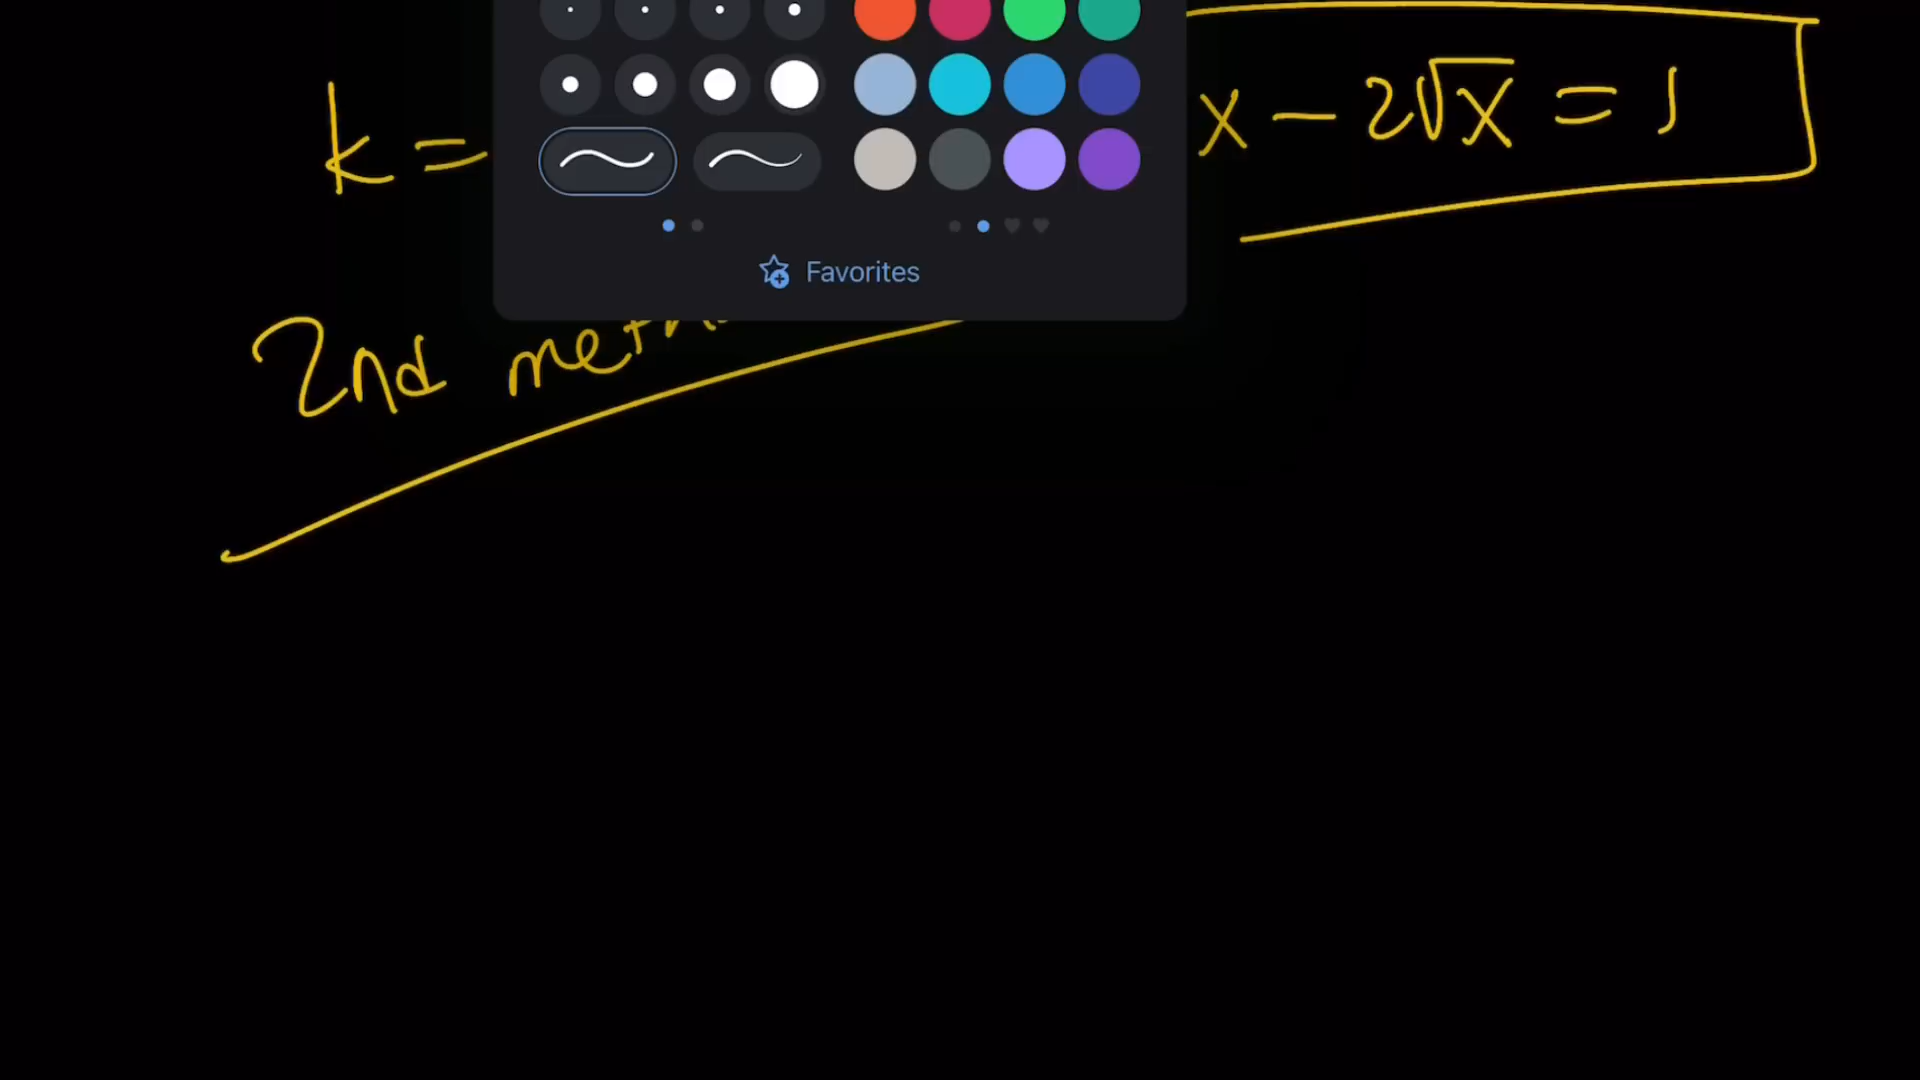 k = x - 2√x = 1
Favorites
2nd